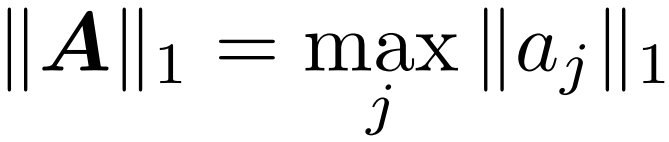 ‖𝑨‖₁ = max_j ‖a_j‖₁